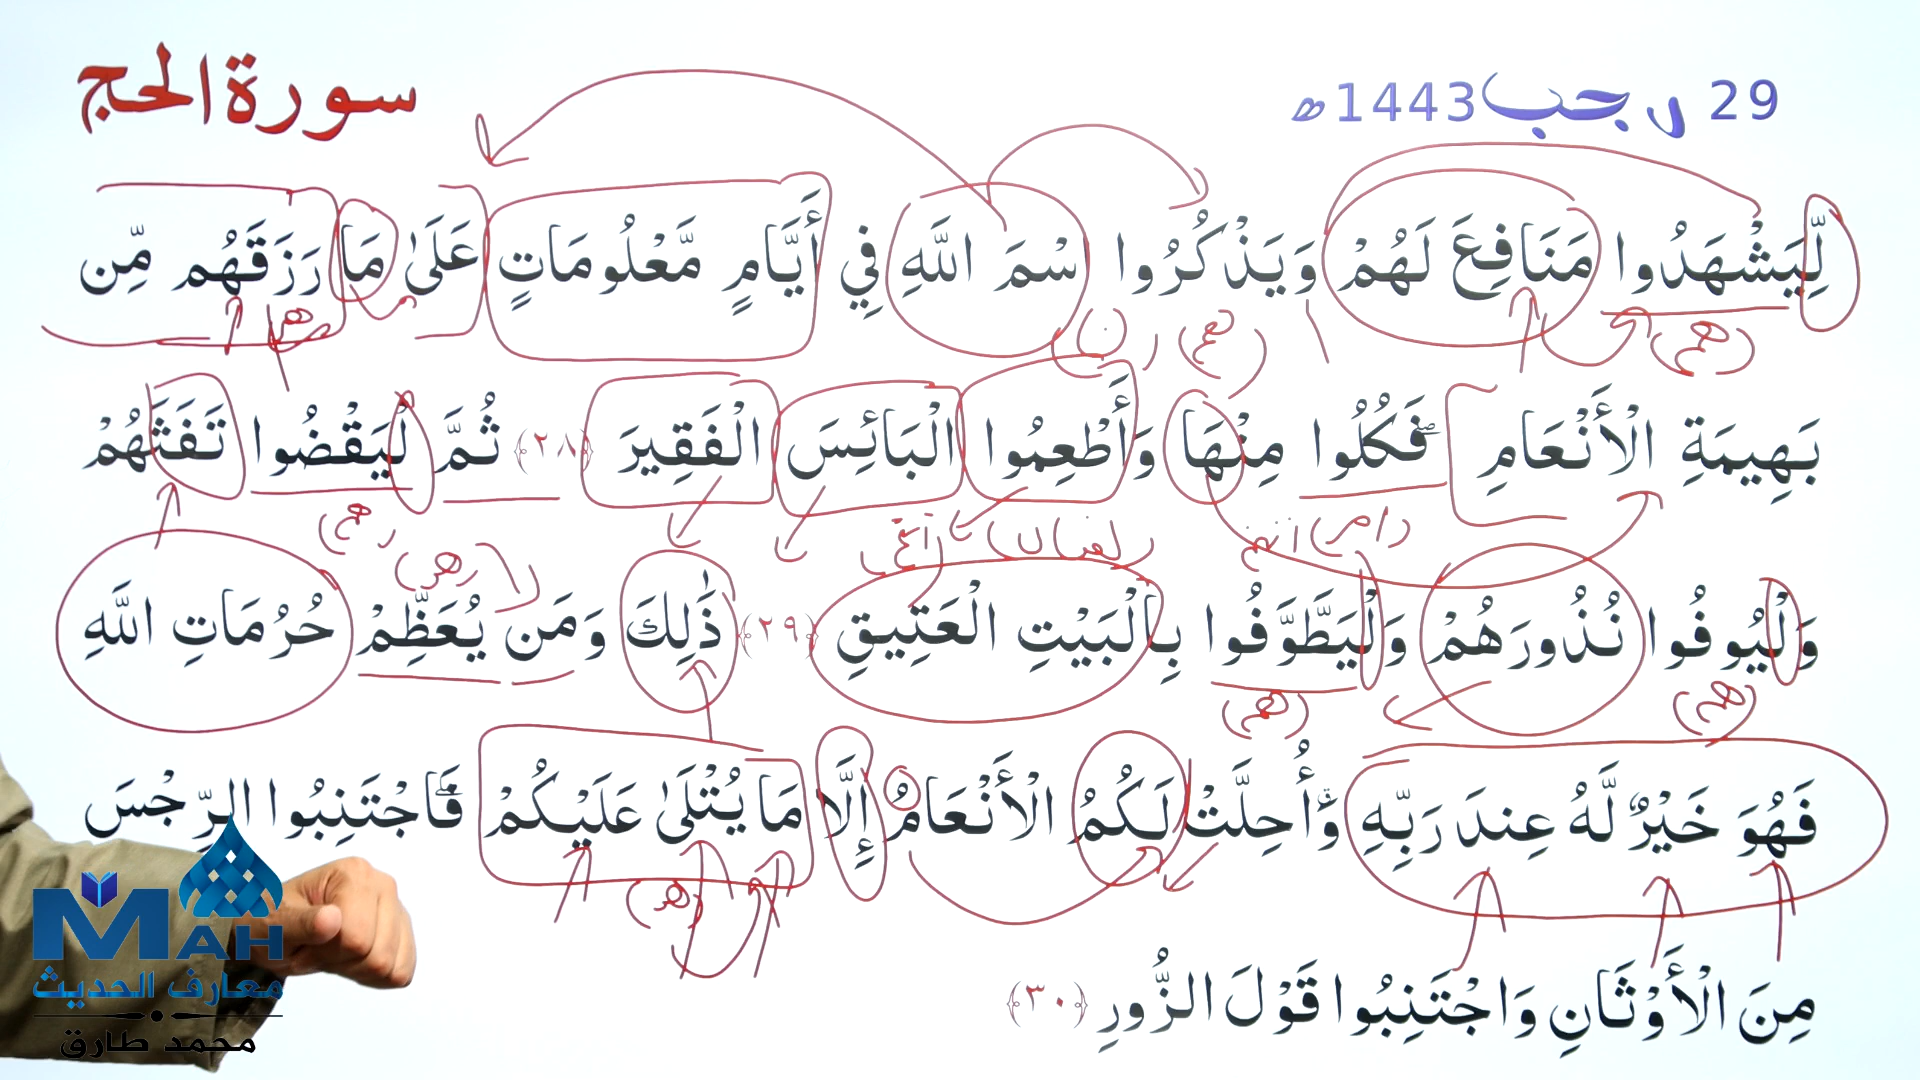 29 رجب 1443ھ
سورة الحج
لِّيَشْهَدُوا مَنَافِعَ لَهُمْ وَيَذْكُرُوا اسْمَ اللَّهِ فِي أَيَّامٍ مَّعْلُومَاتٍ عَلَىٰ مَا رَزَقَهُم مِّن
بَهِيمَةِ الْأَنْعَامِ ۖ فَكُلُوا مِنْهَا وَأَطْعِمُوا الْبَائِسَ الْفَقِيرَ ﴿٢٨﴾ ثُمَّ لْيَقْضُوا تَفَثَهُمْ
وَلْيُوفُوا نُذُورَهُمْ وَلْيَطَّوَّفُوا بِالْبَيْتِ الْعَتِيقِ ﴿٢٩﴾ ذَٰلِكَ وَمَن يُعَظِّمْ حُرُمَاتِ اللَّهِ
فَهُوَ خَيْرٌ لَّهُ عِندَ رَبِّهِ ۗ وَأُحِلَّتْ لَكُمُ الْأَنْعَامُ إِلَّا مَا يُتْلَىٰ عَلَيْكُمْ ۖ فَاجْتَنِبُوا الرِّجْسَ
مِنَ الْأَوْثَانِ وَاجْتَنِبُوا قَوْلَ الزُّورِ ﴿٣٠﴾
MAH
معارف الحديث
محمد طارق